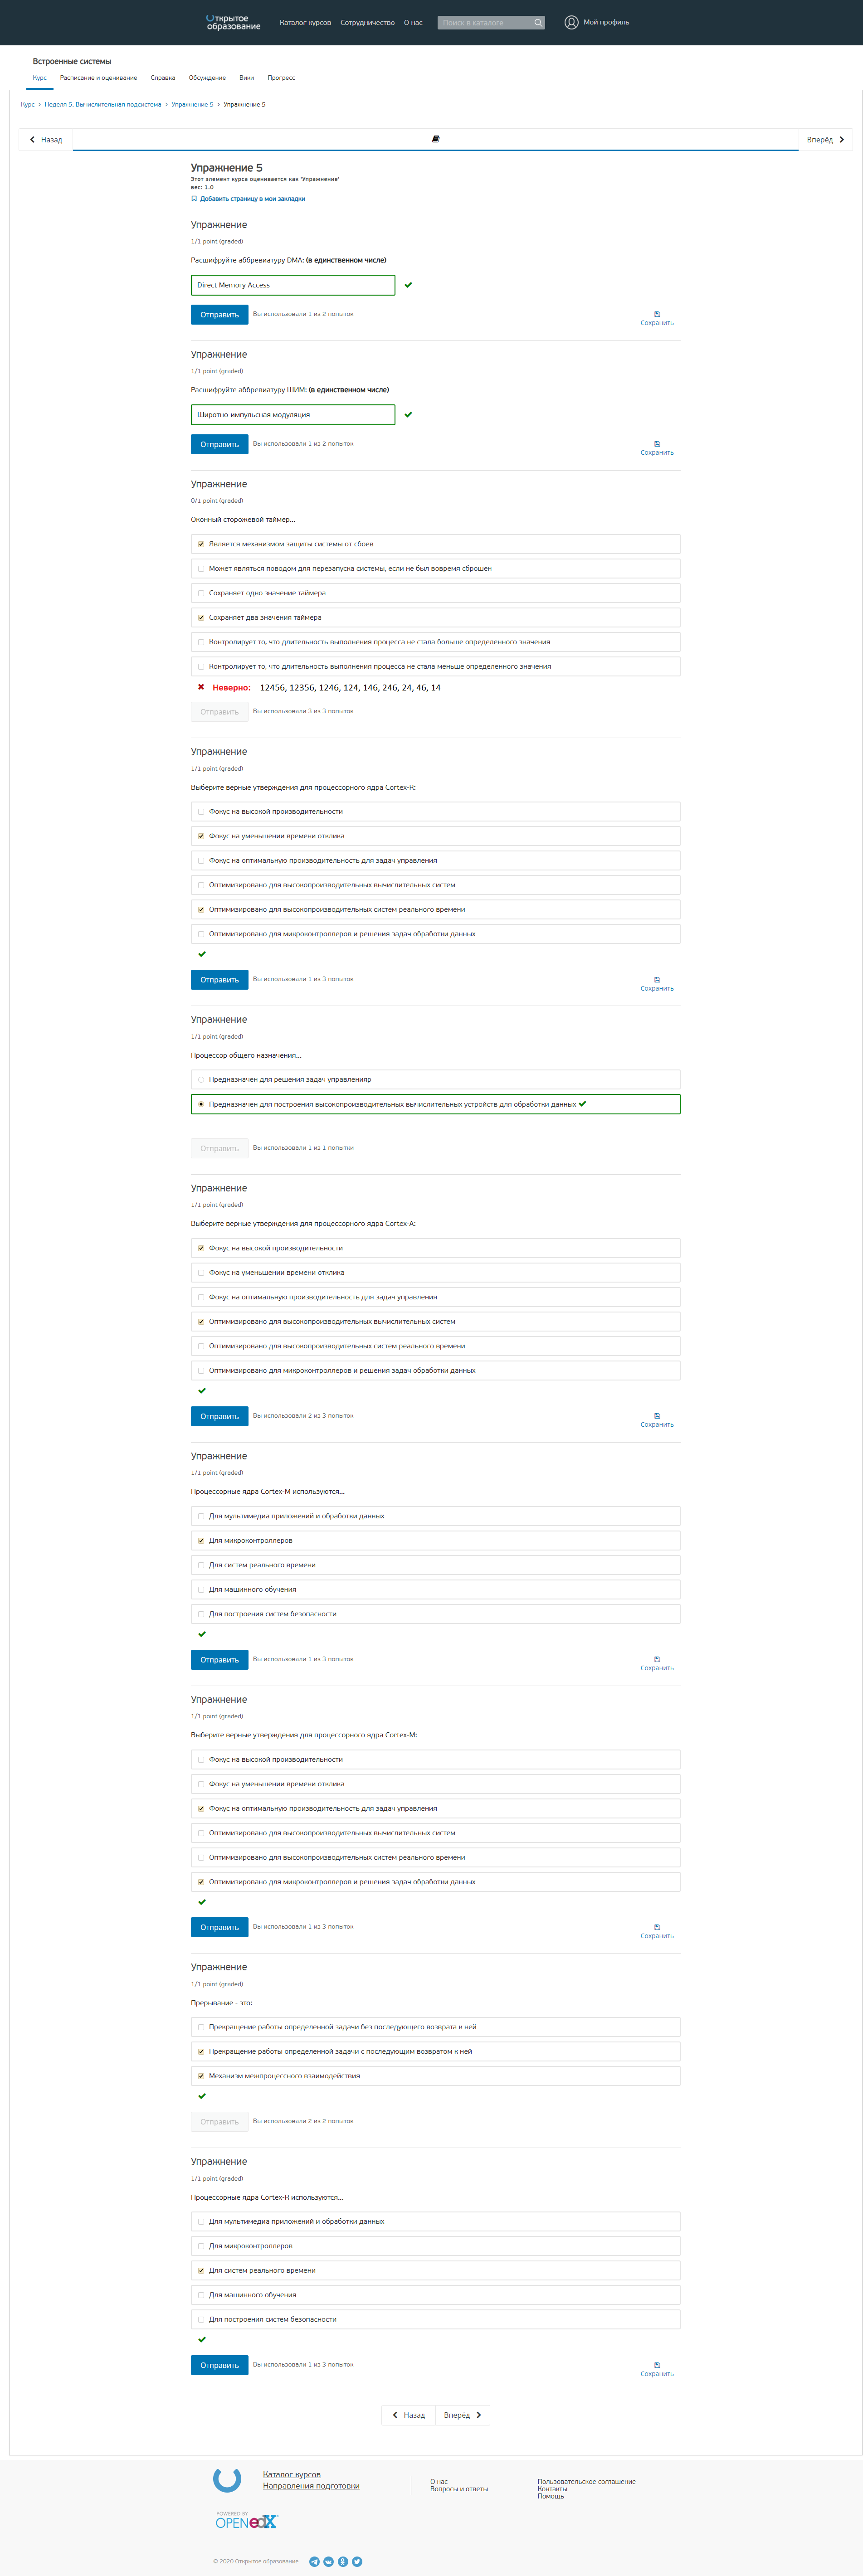 Открытое образование
Каталог курсов Сотрудничество О нас Поиск в каталоге Мой профиль
Встроенные системы
Курс Расписание и оценивание Справка Обсуждение Вики Прогресс
Курс > Неделя 5. Вычислительная подсистема > Упражнение 5 > Упражнение 5
Назад Вперёд
Упражнение 5
Этот элемент курса оценивается как 'Упражнение'
вес: 1.0
Добавить страницу в мои закладки
Упражнение
1/1 point (graded)
Расшифруйте аббревиатуру DMA: (в единственном числе)
Direct Memory Access
Отправить Вы использовали 1 из 2 попыток
Сохранить
Упражнение
1/1 point (graded)
Расшифруйте аббревиатуру ШИМ: (в единственном числе)
Широтно-импульсная модуляция
Отправить Вы использовали 1 из 2 попыток
Сохранить
Упражнение
0/1 point (graded)
Оконный сторожевой таймер...
Является механизмом защиты системы от сбоев
Может являться поводом для перезапуска системы, если не был вовремя сброшен
Сохраняет одно значение таймера
Сохраняет два значения таймера
Контролирует то, что длительность выполнения процесса не стала больше определенного значения
Контролирует то, что длительность выполнения процесса не стала меньше определенного значения
Неверно: 12456, 12356, 1246, 124, 146, 246, 24, 46, 14
Отправить Вы использовали 3 из 3 попыток
Упражнение
1/1 point (graded)
Выберите верные утверждения для процессорного ядра Cortex-R:
Фокус на высокой производительности
Фокус на уменьшении времени отклика
Фокус на оптимальную производительность для задач управления
Оптимизировано для высокопроизводительных вычислительных систем
Оптимизировано для высокопроизводительных систем реального времени
Оптимизировано для микроконтроллеров и решения задач обработки данных
Отправить Вы использовали 1 из 3 попыток
Сохранить
Упражнение
1/1 point (graded)
Процессор общего назначения...
Предназначен для решения задач управленияр
Предназначен для построения высокопроизводительных вычислительных устройств для обработки данных
Отправить Вы использовали 1 из 1 попытки
Упражнение
1/1 point (graded)
Выберите верные утверждения для процессорного ядра Cortex-A:
Фокус на высокой производительности
Фокус на уменьшении времени отклика
Фокус на оптимальную производительность для задач управления
Оптимизировано для высокопроизводительных вычислительных систем
Оптимизировано для высокопроизводительных систем реального времени
Оптимизировано для микроконтроллеров и решения задач обработки данных
Отправить Вы использовали 2 из 3 попыток
Сохранить
Упражнение
1/1 point (graded)
Процессорные ядра Cortex-M используются...
Для мультимедиа приложений и обработки данных
Для микроконтроллеров
Для систем реального времени
Для машинного обучения
Для построения систем безопасности
Отправить Вы использовали 1 из 3 попыток
Сохранить
Упражнение
1/1 point (graded)
Выберите верные утверждения для процессорного ядра Cortex-M:
Фокус на высокой производительности
Фокус на уменьшении времени отклика
Фокус на оптимальную производительность для задач управления
Оптимизировано для высокопроизводительных вычислительных систем
Оптимизировано для высокопроизводительных систем реального времени
Оптимизировано для микроконтроллеров и решения задач обработки данных
Отправить Вы использовали 1 из 3 попыток
Сохранить
Упражнение
1/1 point (graded)
Прерывание - это:
Прекращение работы определенной задачи без последующего возврата к ней
Прекращение работы определенной задачи с последующим возвратом к ней
Механизм межпроцессного взаимодействия
Отправить Вы использовали 2 из 2 попыток
Упражнение
1/1 point (graded)
Процессорные ядра Cortex-R используются...
Для мультимедиа приложений и обработки данных
Для микроконтроллеров
Для систем реального времени
Для машинного обучения
Для построения систем безопасности
Отправить Вы использовали 1 из 3 попыток
Сохранить
Назад Вперёд
Каталог курсов
Направления подготовки
О нас
Вопросы и ответы
Пользовательское соглашение
Контакты
Помощь
POWERED BY
OPEN edX
© 2020 Открытое образование